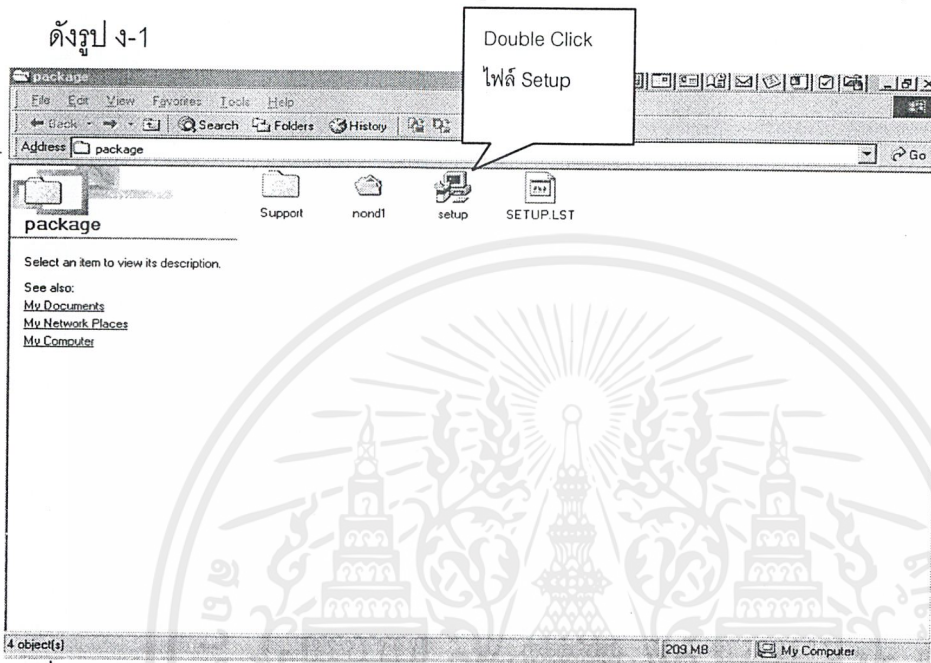 ดังรูป ง-1
Double Click
ไฟล์ Setup
package
File Edit View Favorites Tools Help
Back Search Folders History
Address package Go
Support nond1 setup SETUP.LST
package
Select an item to view its description.
See also:
My Documents
My Network Places
My Computer
4 object(s) 209 MB My Computer